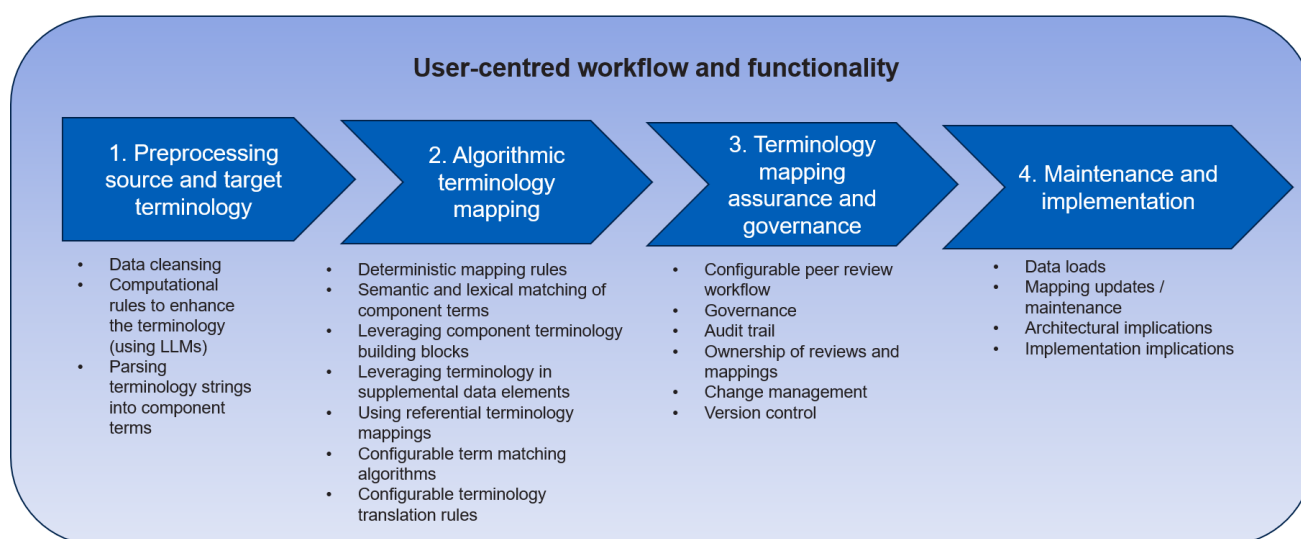 User-centred workflow and functionality
1. Preprocessing
source and target
terminology
• Data cleansing
• Computational
rules to enhance
the terminology
(using LLMs)
• Parsing
terminology strings
into component
terms
2. Algorithmic
terminology
mapping
• Deterministic mapping rules
• Semantic and lexical matching of
component terms
• Leveraging component terminology
building blocks
• Leveraging terminology in
supplemental data elements
• Using referential terminology
mappings
• Configurable term matching
algorithms
• Configurable terminology
translation rules
3. Terminology
mapping
assurance and
governance
• Configurable peer review
workflow
• Governance
• Audit trail
• Ownership of reviews and
mappings
• Change management
• Version control
4. Maintenance and
implementation
• Data loads
• Mapping updates /
maintenance
• Architectural implications
• Implementation implications